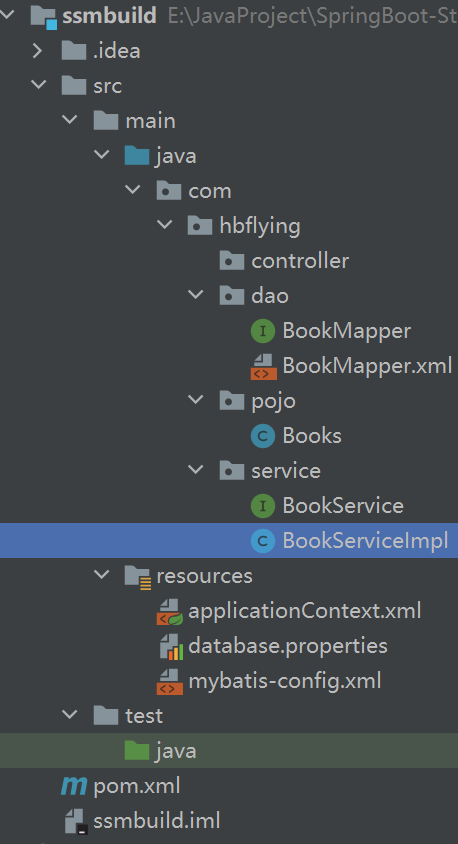 ssmbuild E:\JavaProject\SpringBoot-St
.idea
src
main
java
com
hbflying
controller
dao
BookMapper
BookMapper.xml
pojo
Books
service
BookService
BookServiceImpl
resources
applicationContext.xml
database.properties
mybatis-config.xml
test
java
pom.xml
ssmbuild.iml